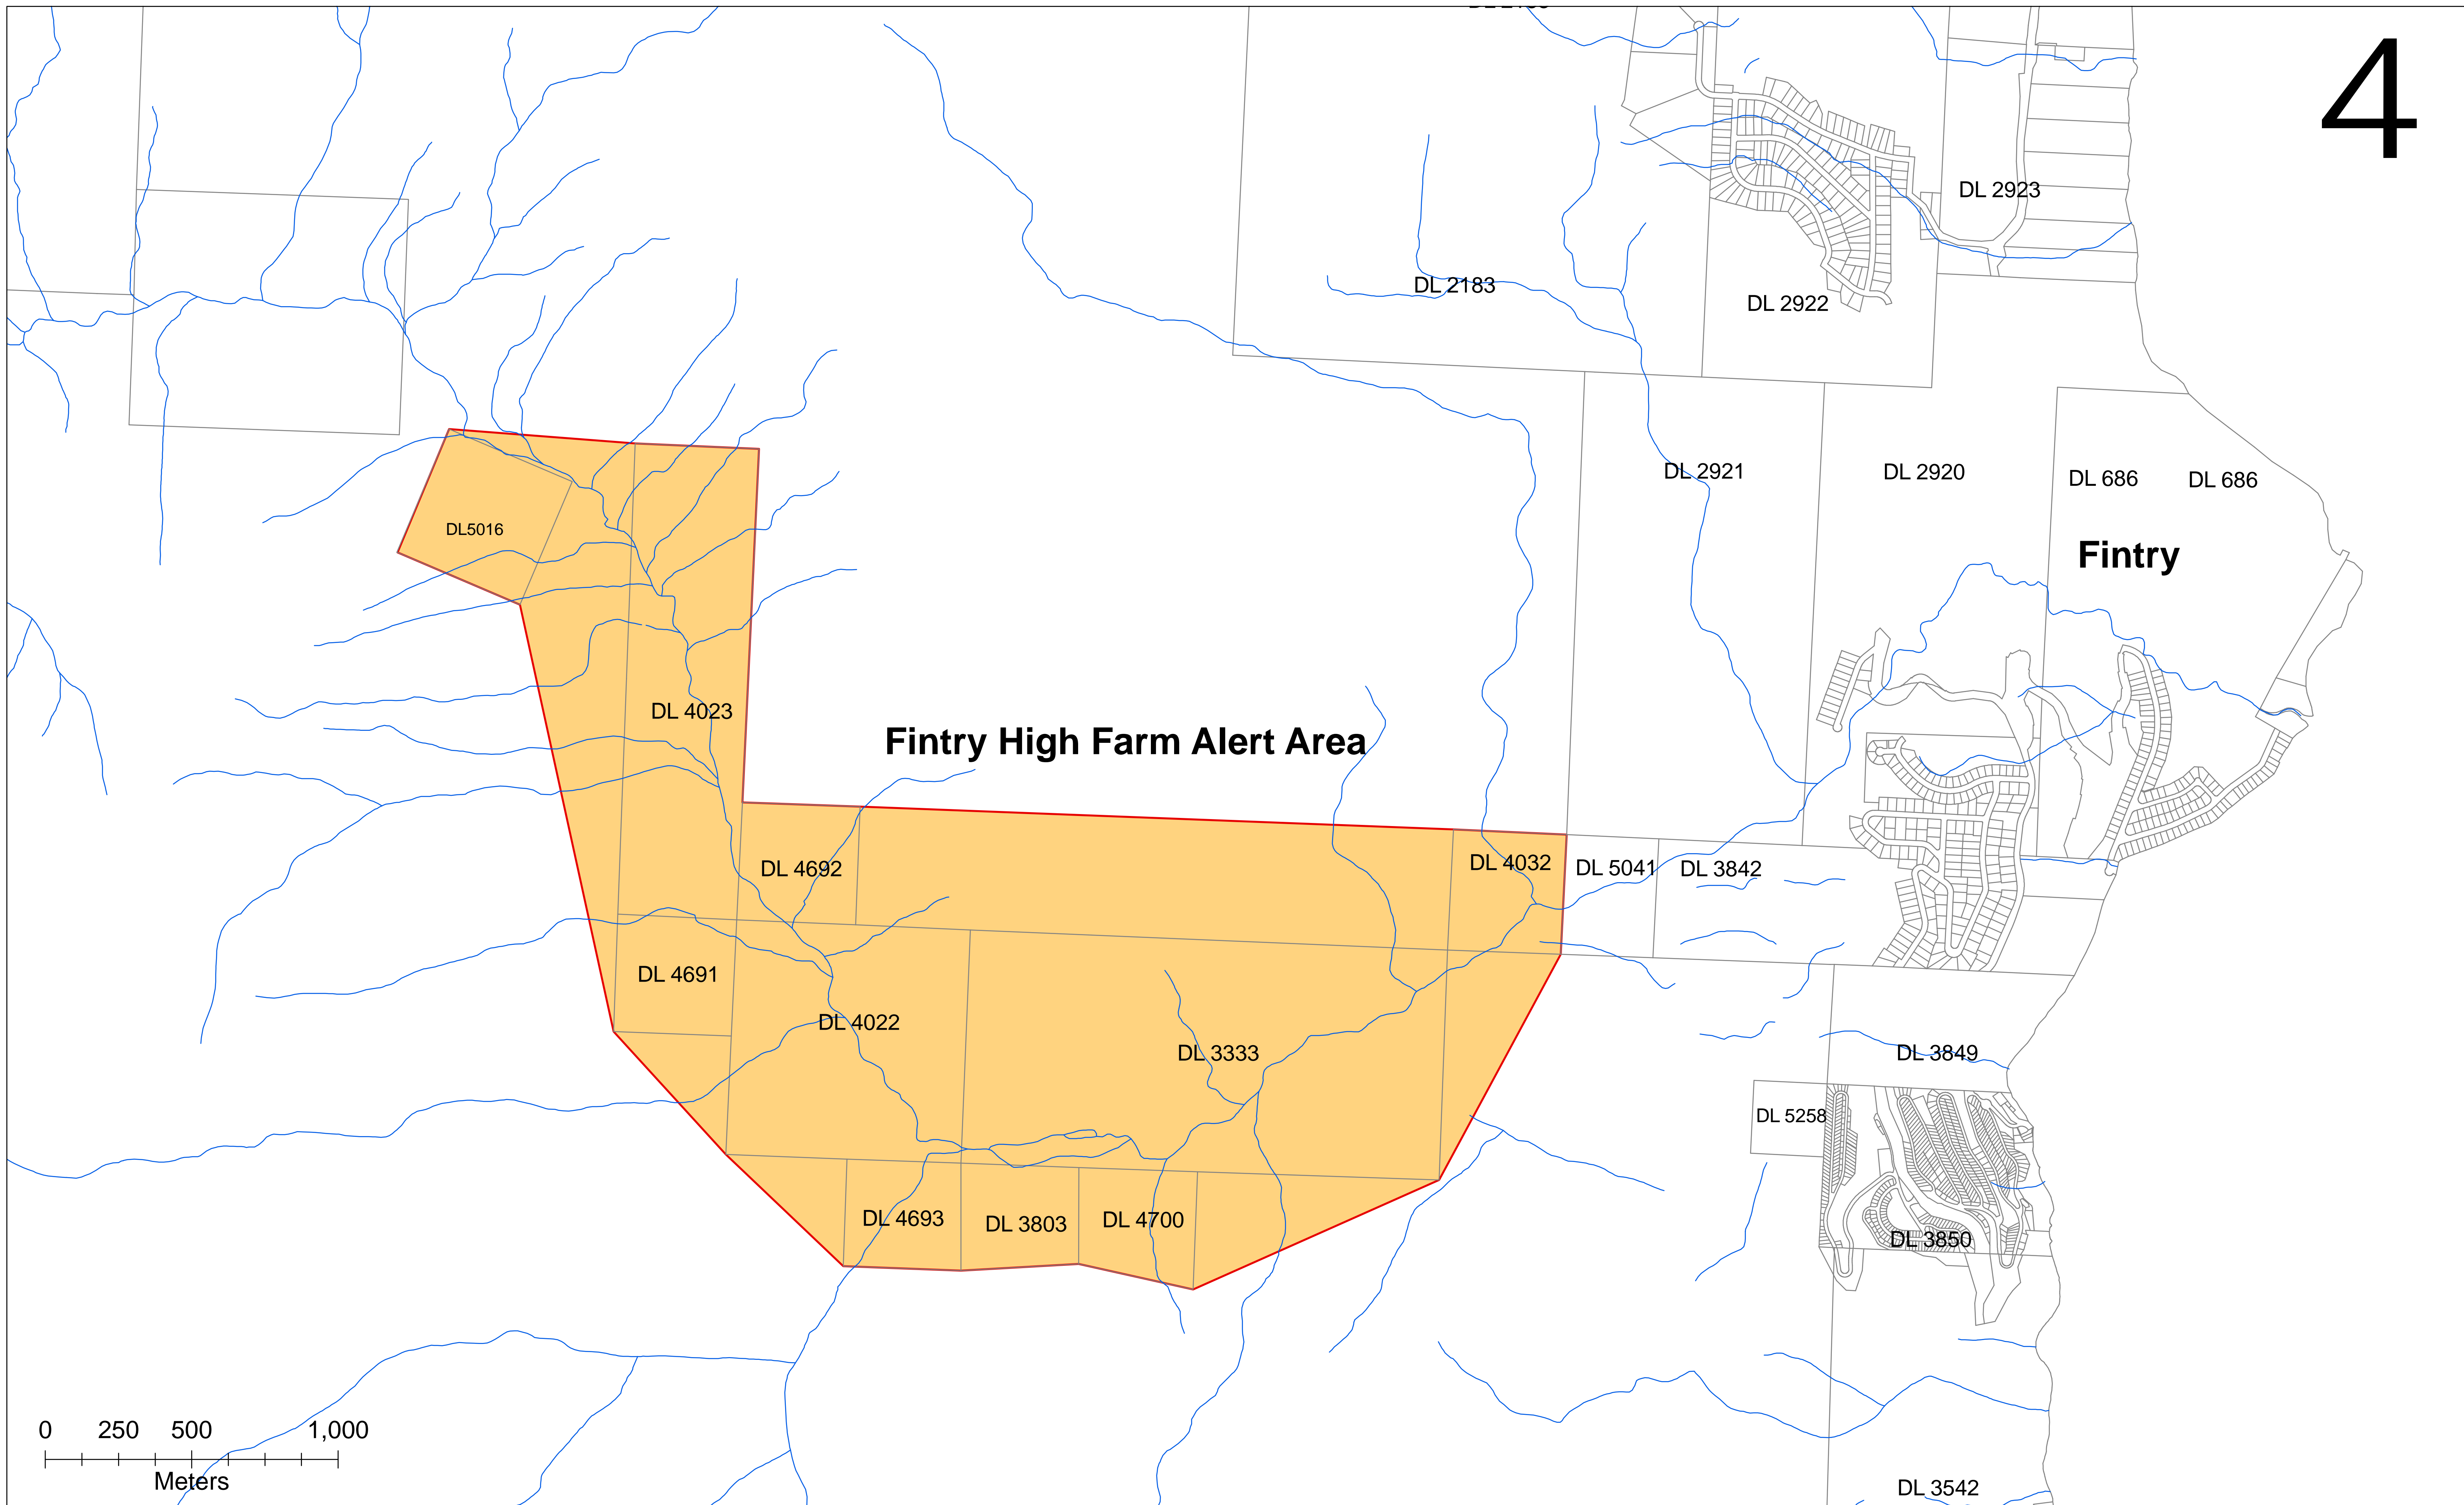 4
DL 2923
DL 2183
DL 2922
DL 2921
DL 2920
DL 686
DL 686
DL5016
Fintry
DL 4023
Fintry High Farm Alert Area
DL 4692
DL 4032
DL 5041
DL 3842
DL 4691
DL 4022
DL 3333
DL 3849
DL 5258
DL 4693
DL 3803
DL 4700
DL 3850
0 250 500 1,000
Meters
DL 3542